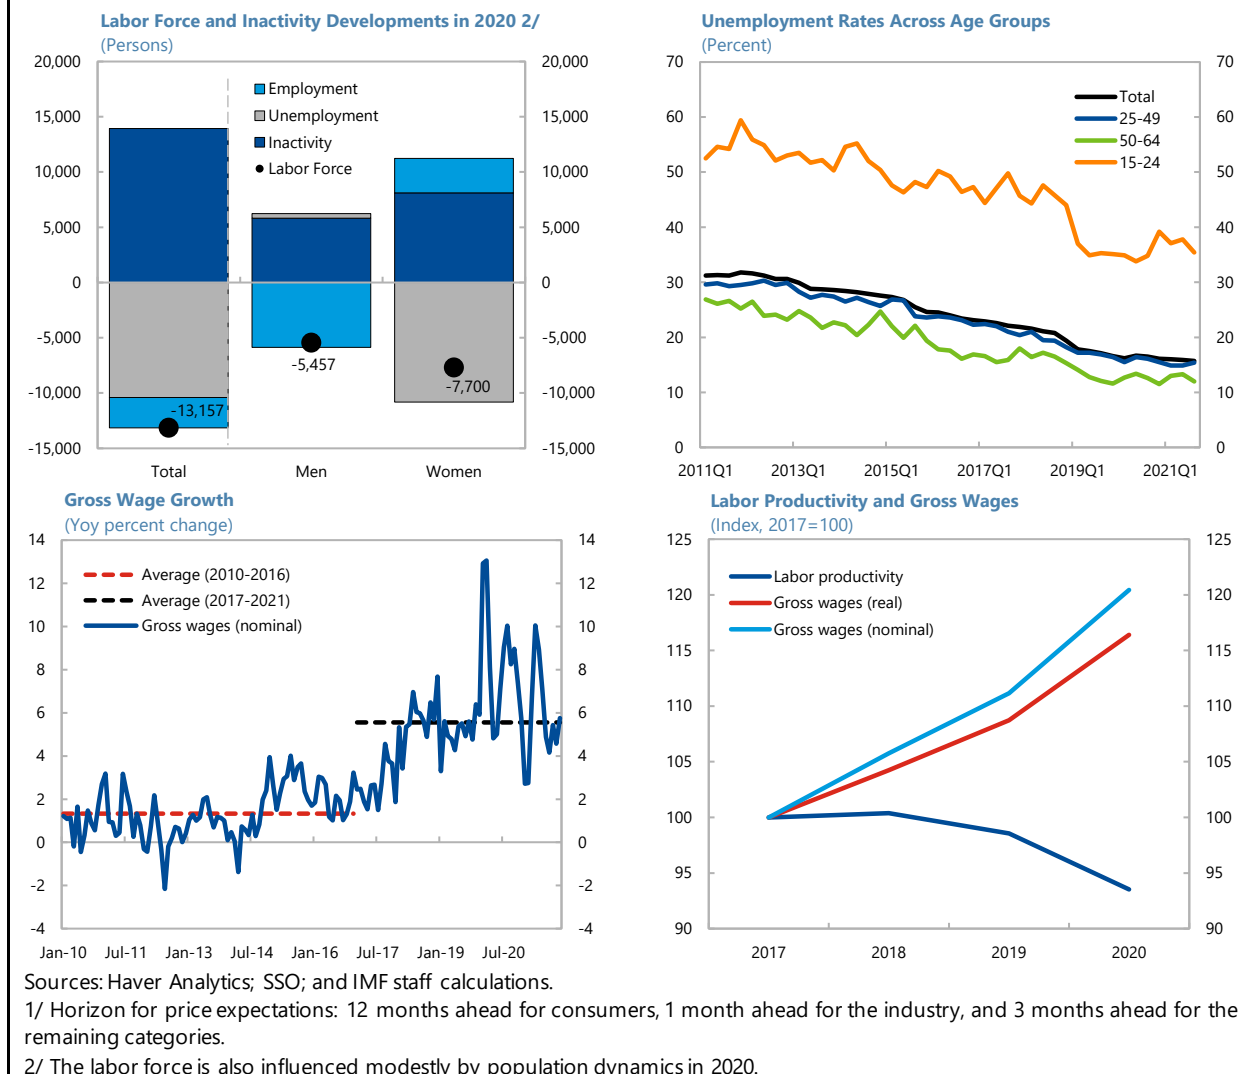 Labor Force and Inactivity Developments in 2020 2/
(Persons)
20,000
15,000
10,000
5,000
0
-5,000
-10,000
-15,000
20,000
15,000
10,000
5,000
0
-5,000
-10,000
-15,000
Employment
Unemployment
Inactivity
Labor Force
-13,157
-5,457
-7,700
Total
Men
Women
Unemployment Rates Across Age Groups
(Percent)
70
60
50
40
30
20
10
0
70
60
50
40
30
20
10
0
Total
25-49
50-64
15-24
2011Q1
2013Q1
2015Q1
2017Q1
2019Q1
2021Q1
Gross Wage Growth
(Yoy percent change)
14
12
10
8
6
4
2
0
-2
-4
14
12
10
8
6
4
2
0
-2
-4
Average (2010-2016)
Average (2017-2021)
Gross wages (nominal)
Jan-10
Jul-11
Jan-13
Jul-14
Jan-16
Jul-17
Jan-19
Jul-20
Labor Productivity and Gross Wages
(Index, 2017=100)
125
120
115
110
105
100
95
90
125
120
115
110
105
100
95
90
Labor productivity
Gross wages (real)
Gross wages (nominal)
2017
2018
2019
2020
Sources: Haver Analytics; SSO; and IMF staff calculations.
1/ Horizon for price expectations: 12 months ahead for consumers, 1 month ahead for the industry, and 3 months ahead for the
remaining categories.
2/ The labor force is also influenced modestly by population dynamics in 2020.